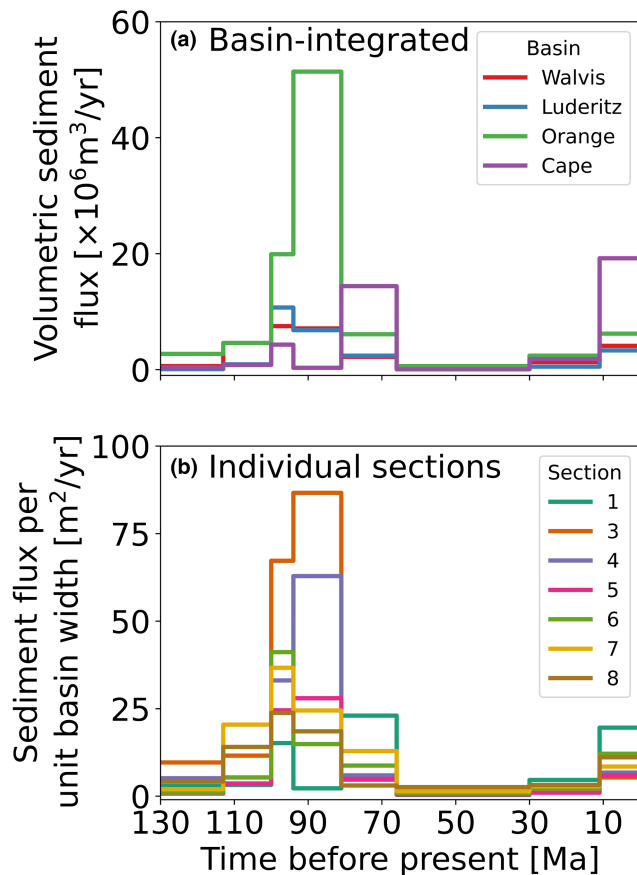 (a) Basin-integrated
Basin
Walvis
Luderitz
Orange
Cape
Volumetric sediment
flux [×10⁶m³/yr]
60
40
20
0
(b) Individual sections
Section
1
3
4
5
6
7
8
Sediment flux per
unit basin width [m²/yr]
100
75
50
25
0
130 110 90 70 50 30 10
Time before present [Ma]